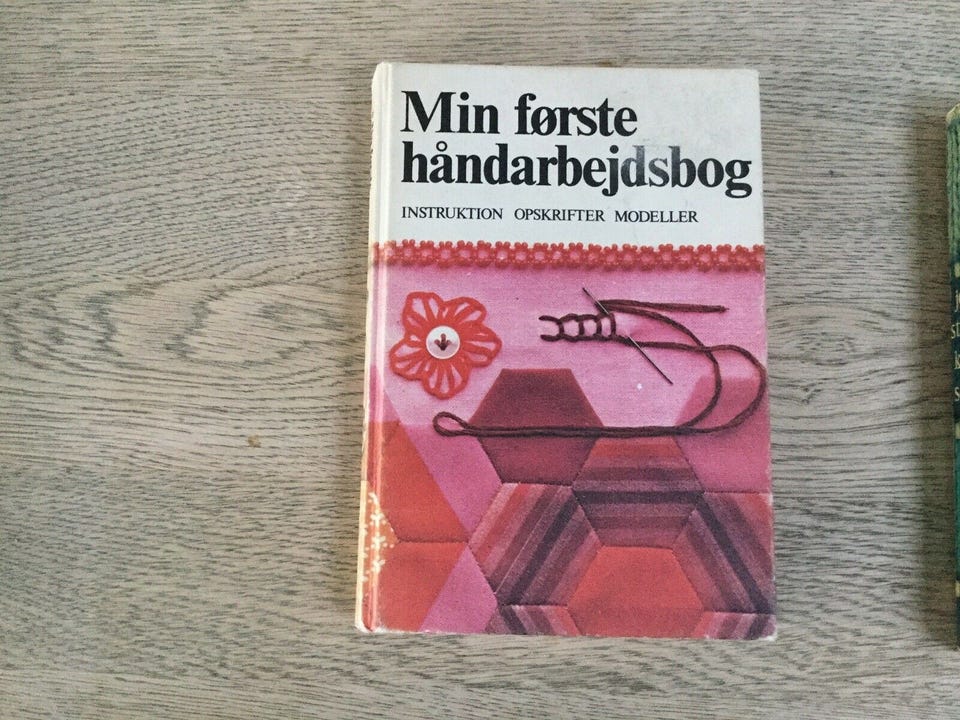 Min første
håndarbejdsbog
INSTRUKTION OPSKRIFTER MODELLER